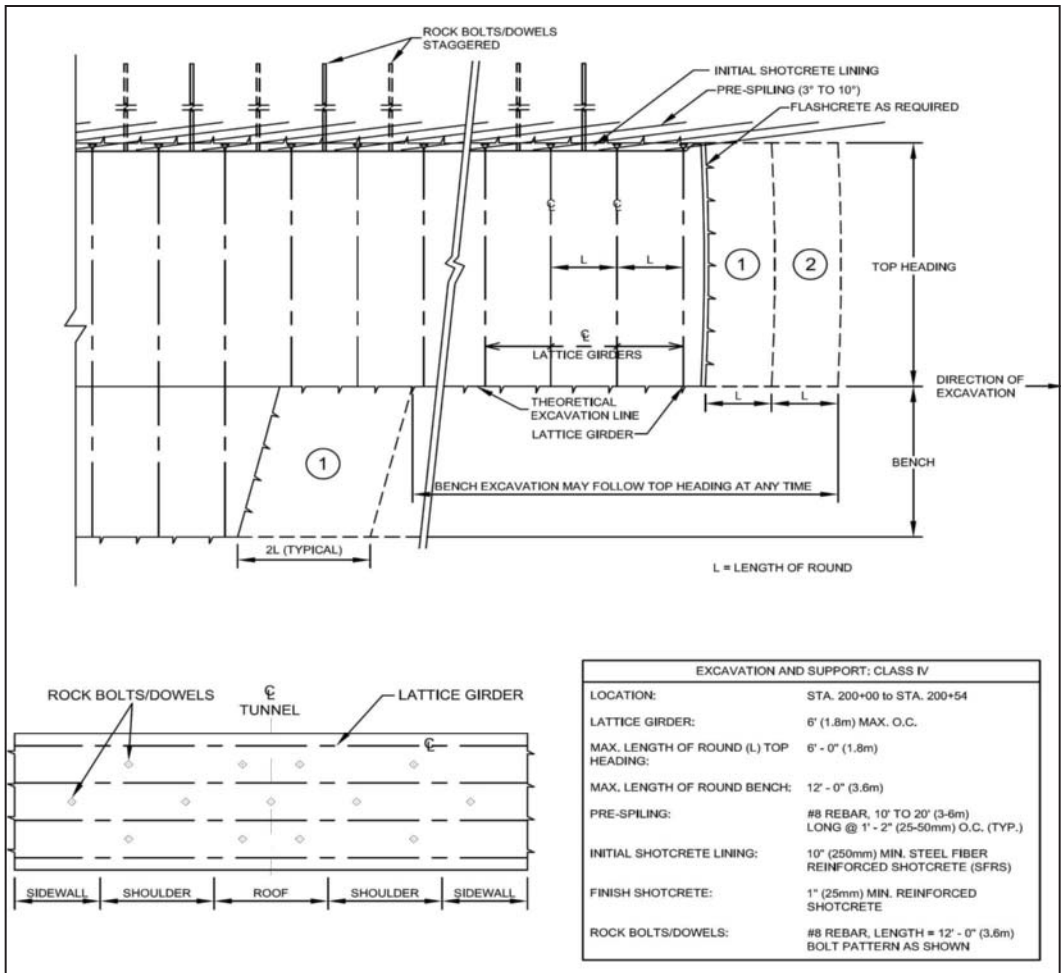 ROCK BOLTS/DOWELS
STAGGERED
INITIAL SHOTCRETE LINING
PRE-SPILING (3° TO 10°)
FLASHCRETE AS REQUIRED
℄
℄
L
L
1
2
TOP HEADING
℄
LATTICE GIRDERS
DIRECTION OF
EXCAVATION
THEORETICAL
EXCAVATION LINE
L
L
LATTICE GIRDER
1
BENCH
BENCH EXCAVATION MAY FOLLOW TOP HEADING AT ANY TIME
2L (TYPICAL)
L = LENGTH OF ROUND
ROCK BOLTS/DOWELS
℄
TUNNEL
LATTICE GIRDER
℄
SIDEWALL
SHOULDER
ROOF
SHOULDER
SIDEWALL
EXCAVATION AND SUPPORT: CLASS IV
LOCATION: STA. 200+00 to STA. 200+54
LATTICE GIRDER: 6' (1.8m) MAX. O.C.
MAX. LENGTH OF ROUND (L) TOP 6' - 0" (1.8m)
HEADING:
MAX. LENGTH OF ROUND BENCH: 12' - 0" (3.6m)
PRE-SPILING: #8 REBAR, 10' TO 20' (3-6m)
LONG @ 1' - 2" (25-50mm) O.C. (TYP.)
INITIAL SHOTCRETE LINING: 10" (250mm) MIN. STEEL FIBER
REINFORCED SHOTCRETE (SFRS)
FINISH SHOTCRETE: 1" (25mm) MIN. REINFORCED
SHOTCRETE
ROCK BOLTS/DOWELS: #8 REBAR, LENGTH = 12' - 0" (3.6m)
BOLT PATTERN AS SHOWN